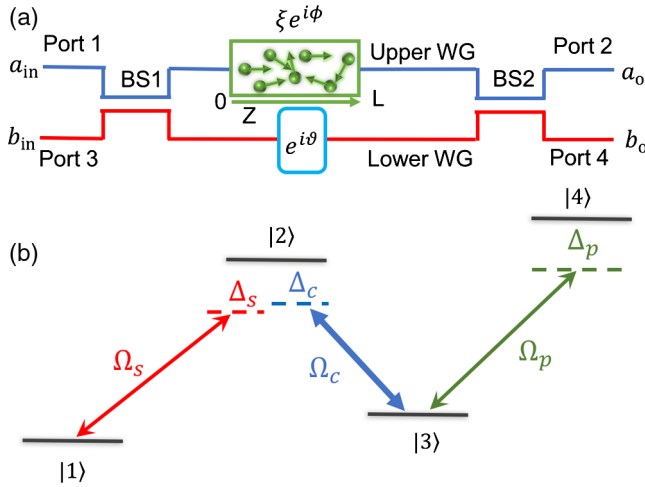 (a)
ξe^{iϕ}
Port 1
Upper WG
Port 2
a_in
BS1
BS2
a_o
0
Z
L
b_in
e^{iϑ}
b_o
Port 3
Lower WG
Port 4
(b)
|4⟩
|2⟩
Δ_p
Δ_s
Δ_c
Ω_s
Ω_c
Ω_p
|3⟩
|1⟩